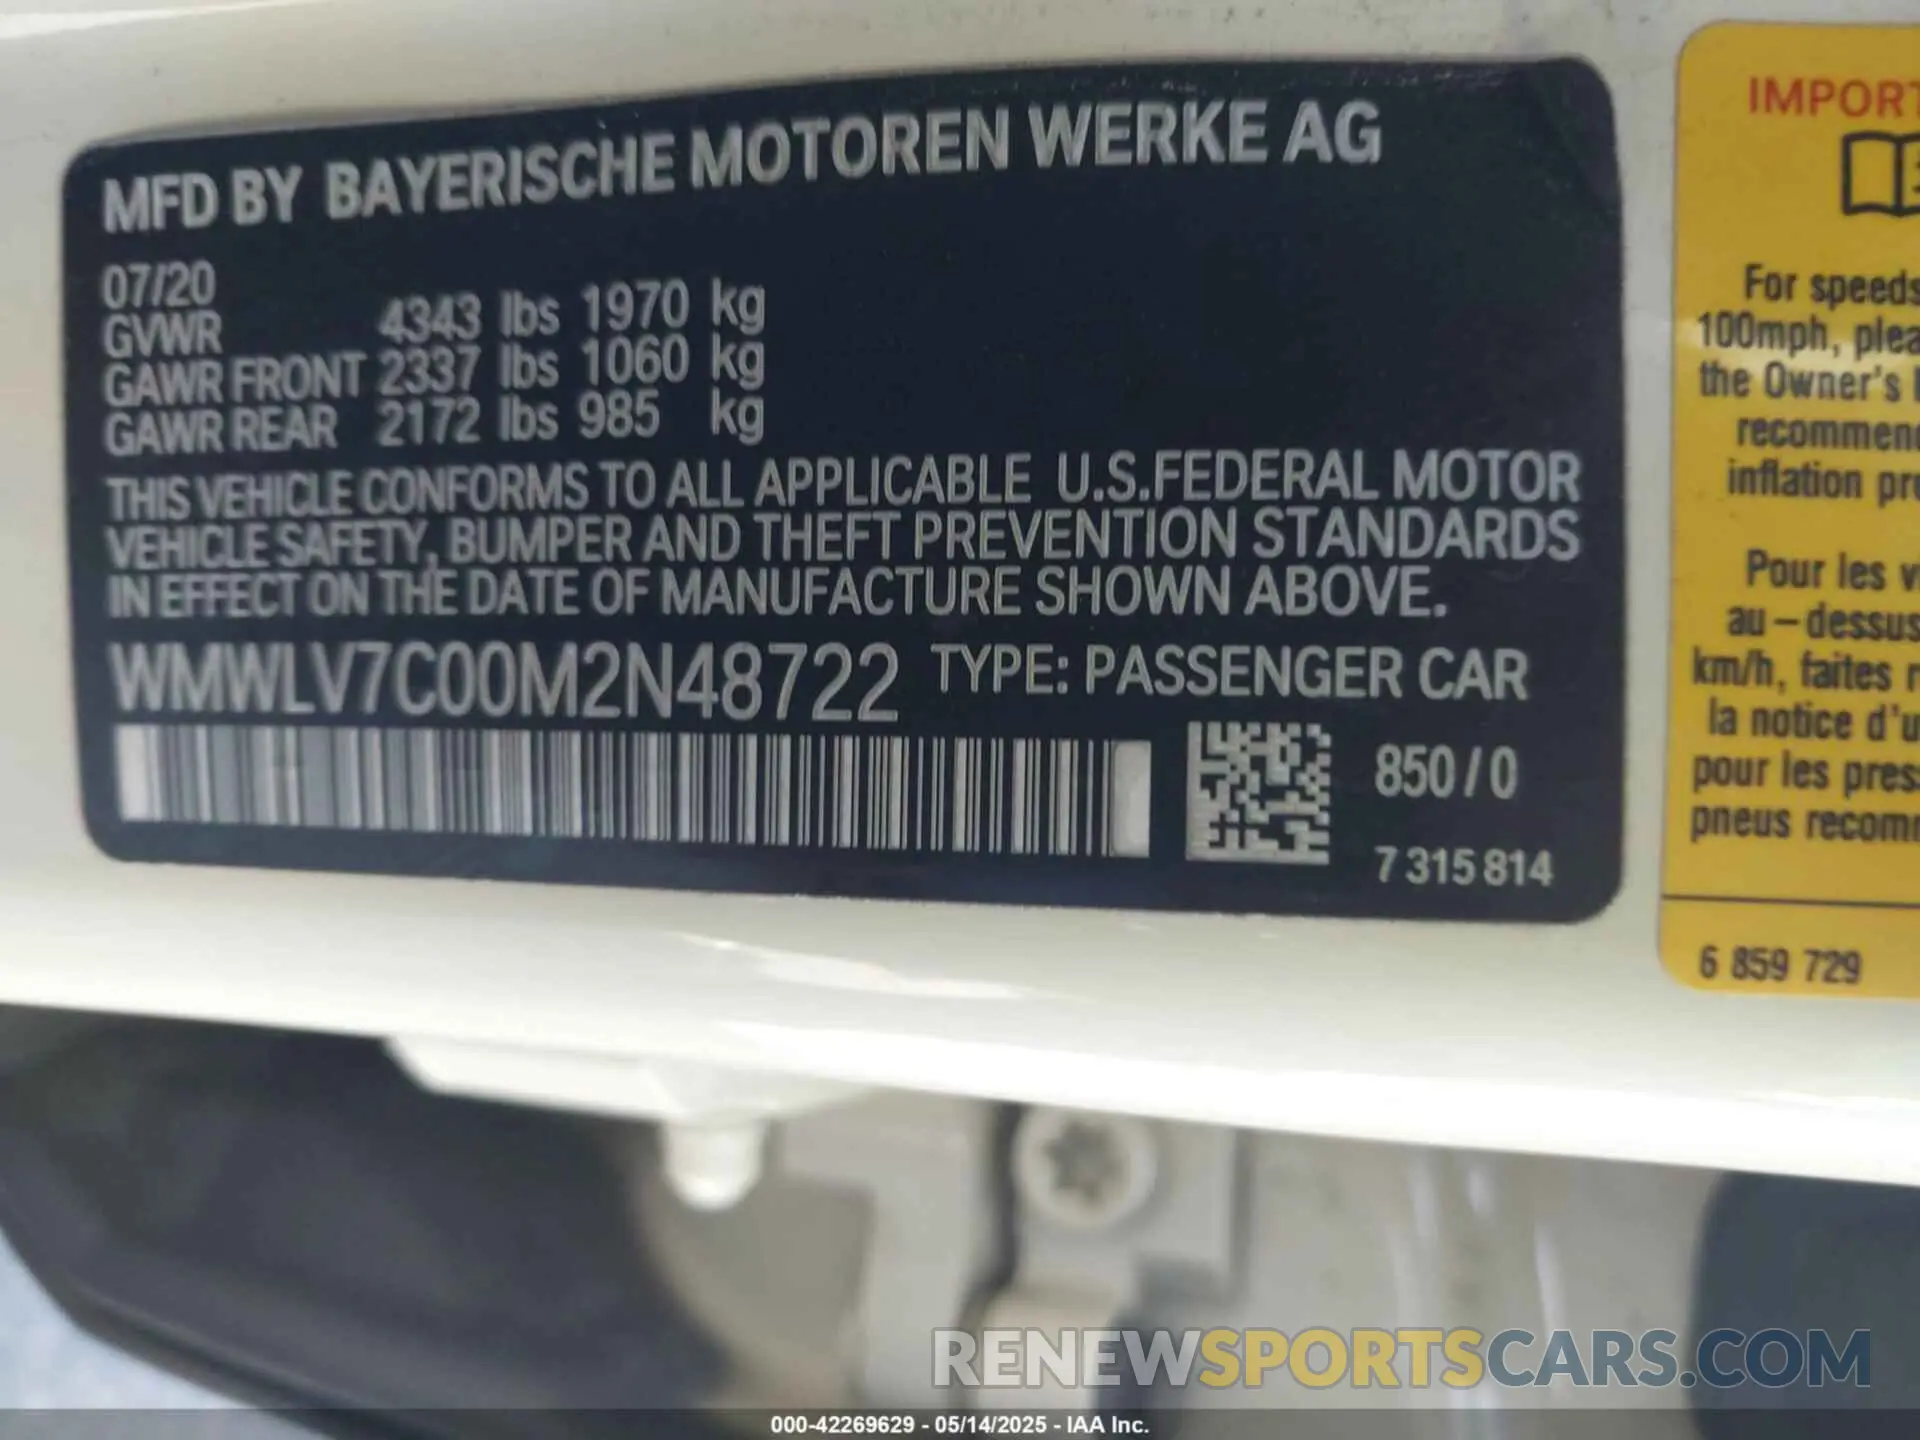 MFD BY BAYERISCHE MOTOREN WERKE AG
07/20
GVWR 4343 lbs 1970 kg
GAWR FRONT 2337 lbs 1060 kg
GAWR REAR 2172 lbs 985 kg
THIS VEHICLE CONFORMS TO ALL APPLICABLE U.S.FEDERAL MOTOR
VEHICLE SAFETY, BUMPER AND THEFT PREVENTION STANDARDS
IN EFFECT ON THE DATE OF MANUFACTURE SHOWN ABOVE.
WMWLV7C00M2N48722 TYPE: PASSENGER CAR
850/0
7 315 814
IMPORT
For speeds
100mph, plea
the Owner's
recommen
inflation pre
Pour les v
au-dessus
km/h, faites r
la notice d'u
pour les pres
pneus recom
6 859 729
RENEWSPORTSCARS.COM
000-42269629 - 05/14/2025 - IAA Inc.